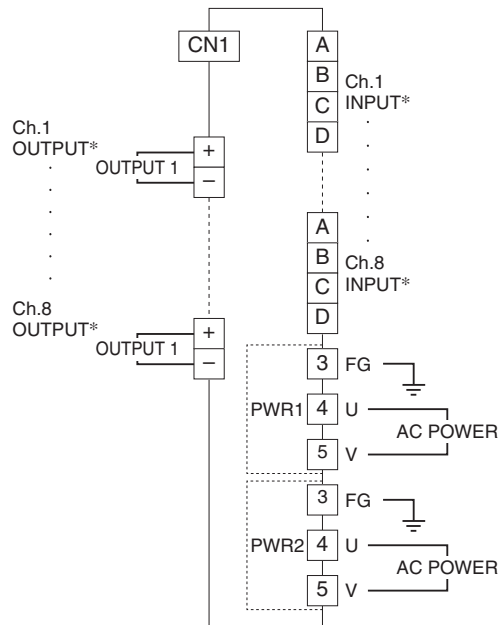 CN1
A
B
C
D
Ch.1
INPUT*
Ch.1
OUTPUT*
OUTPUT 1
+
−
A
B
C
D
Ch.8
INPUT*
Ch.8
OUTPUT*
OUTPUT 1
+
−
PWR1
3 FG
4 U
5 V
AC POWER
PWR2
3 FG
4 U
5 V
AC POWER